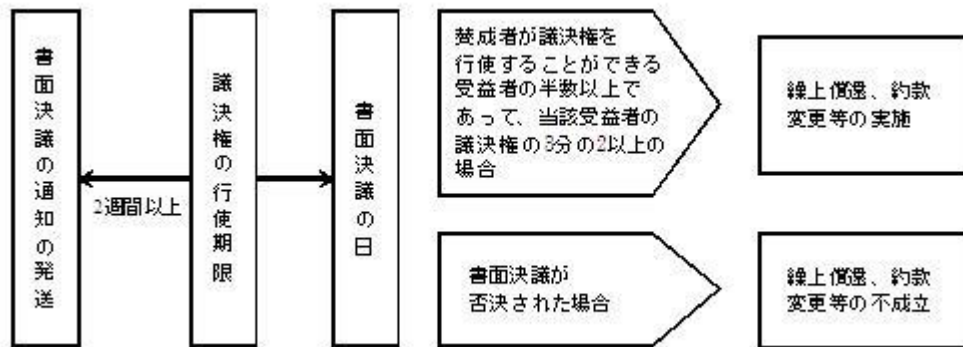 書面決議の通知の発送
2週間以上
議決権の行使期限
書面決議の日
賛成者が議決権を
行使することができる
受益者の半数以上で
あって、当該受益者の
議決権の3分の2以上の
場合
繰上償還、約款
変更等の実施
書面決議が
否決された場合
繰上償還、約款
変更等の不成立